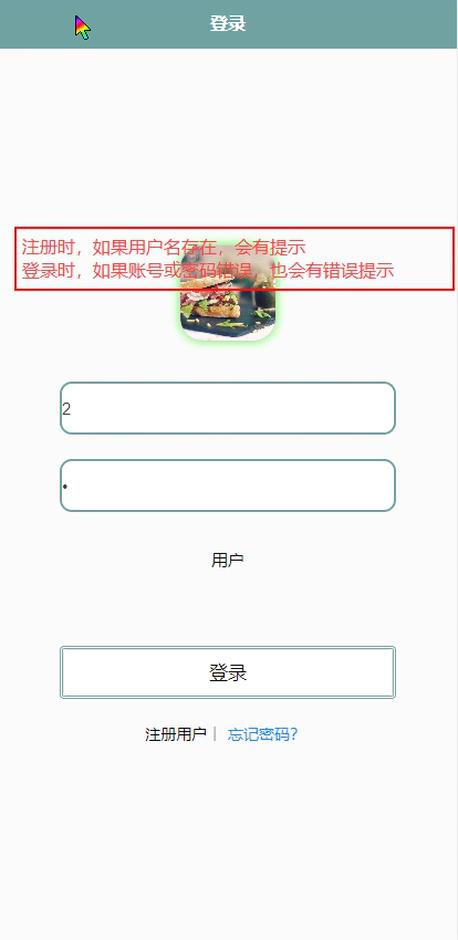 登录
注册时，如果用户名存在，会有提示
登录时，如果账号或密码错误，也会有错误提示
2
•
用户
登录
注册用户｜ 忘记密码?